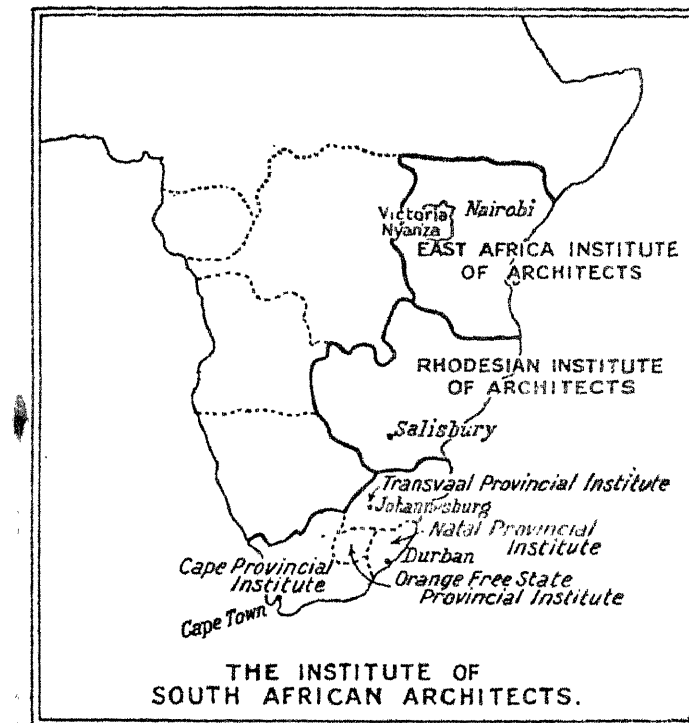 Victoria
Nyanza
Nairobi
EAST AFRICA INSTITUTE
OF ARCHITECTS
RHODESIAN INSTITUTE
OF ARCHITECTS
Salisbury
Transvaal Provincial Institute
Johannesburg
Natal Provincial
Institute
Durban
Cape Provincial
Institute
Orange Free State
Provincial Institute
Cape Town
THE INSTITUTE OF
SOUTH AFRICAN ARCHITECTS.